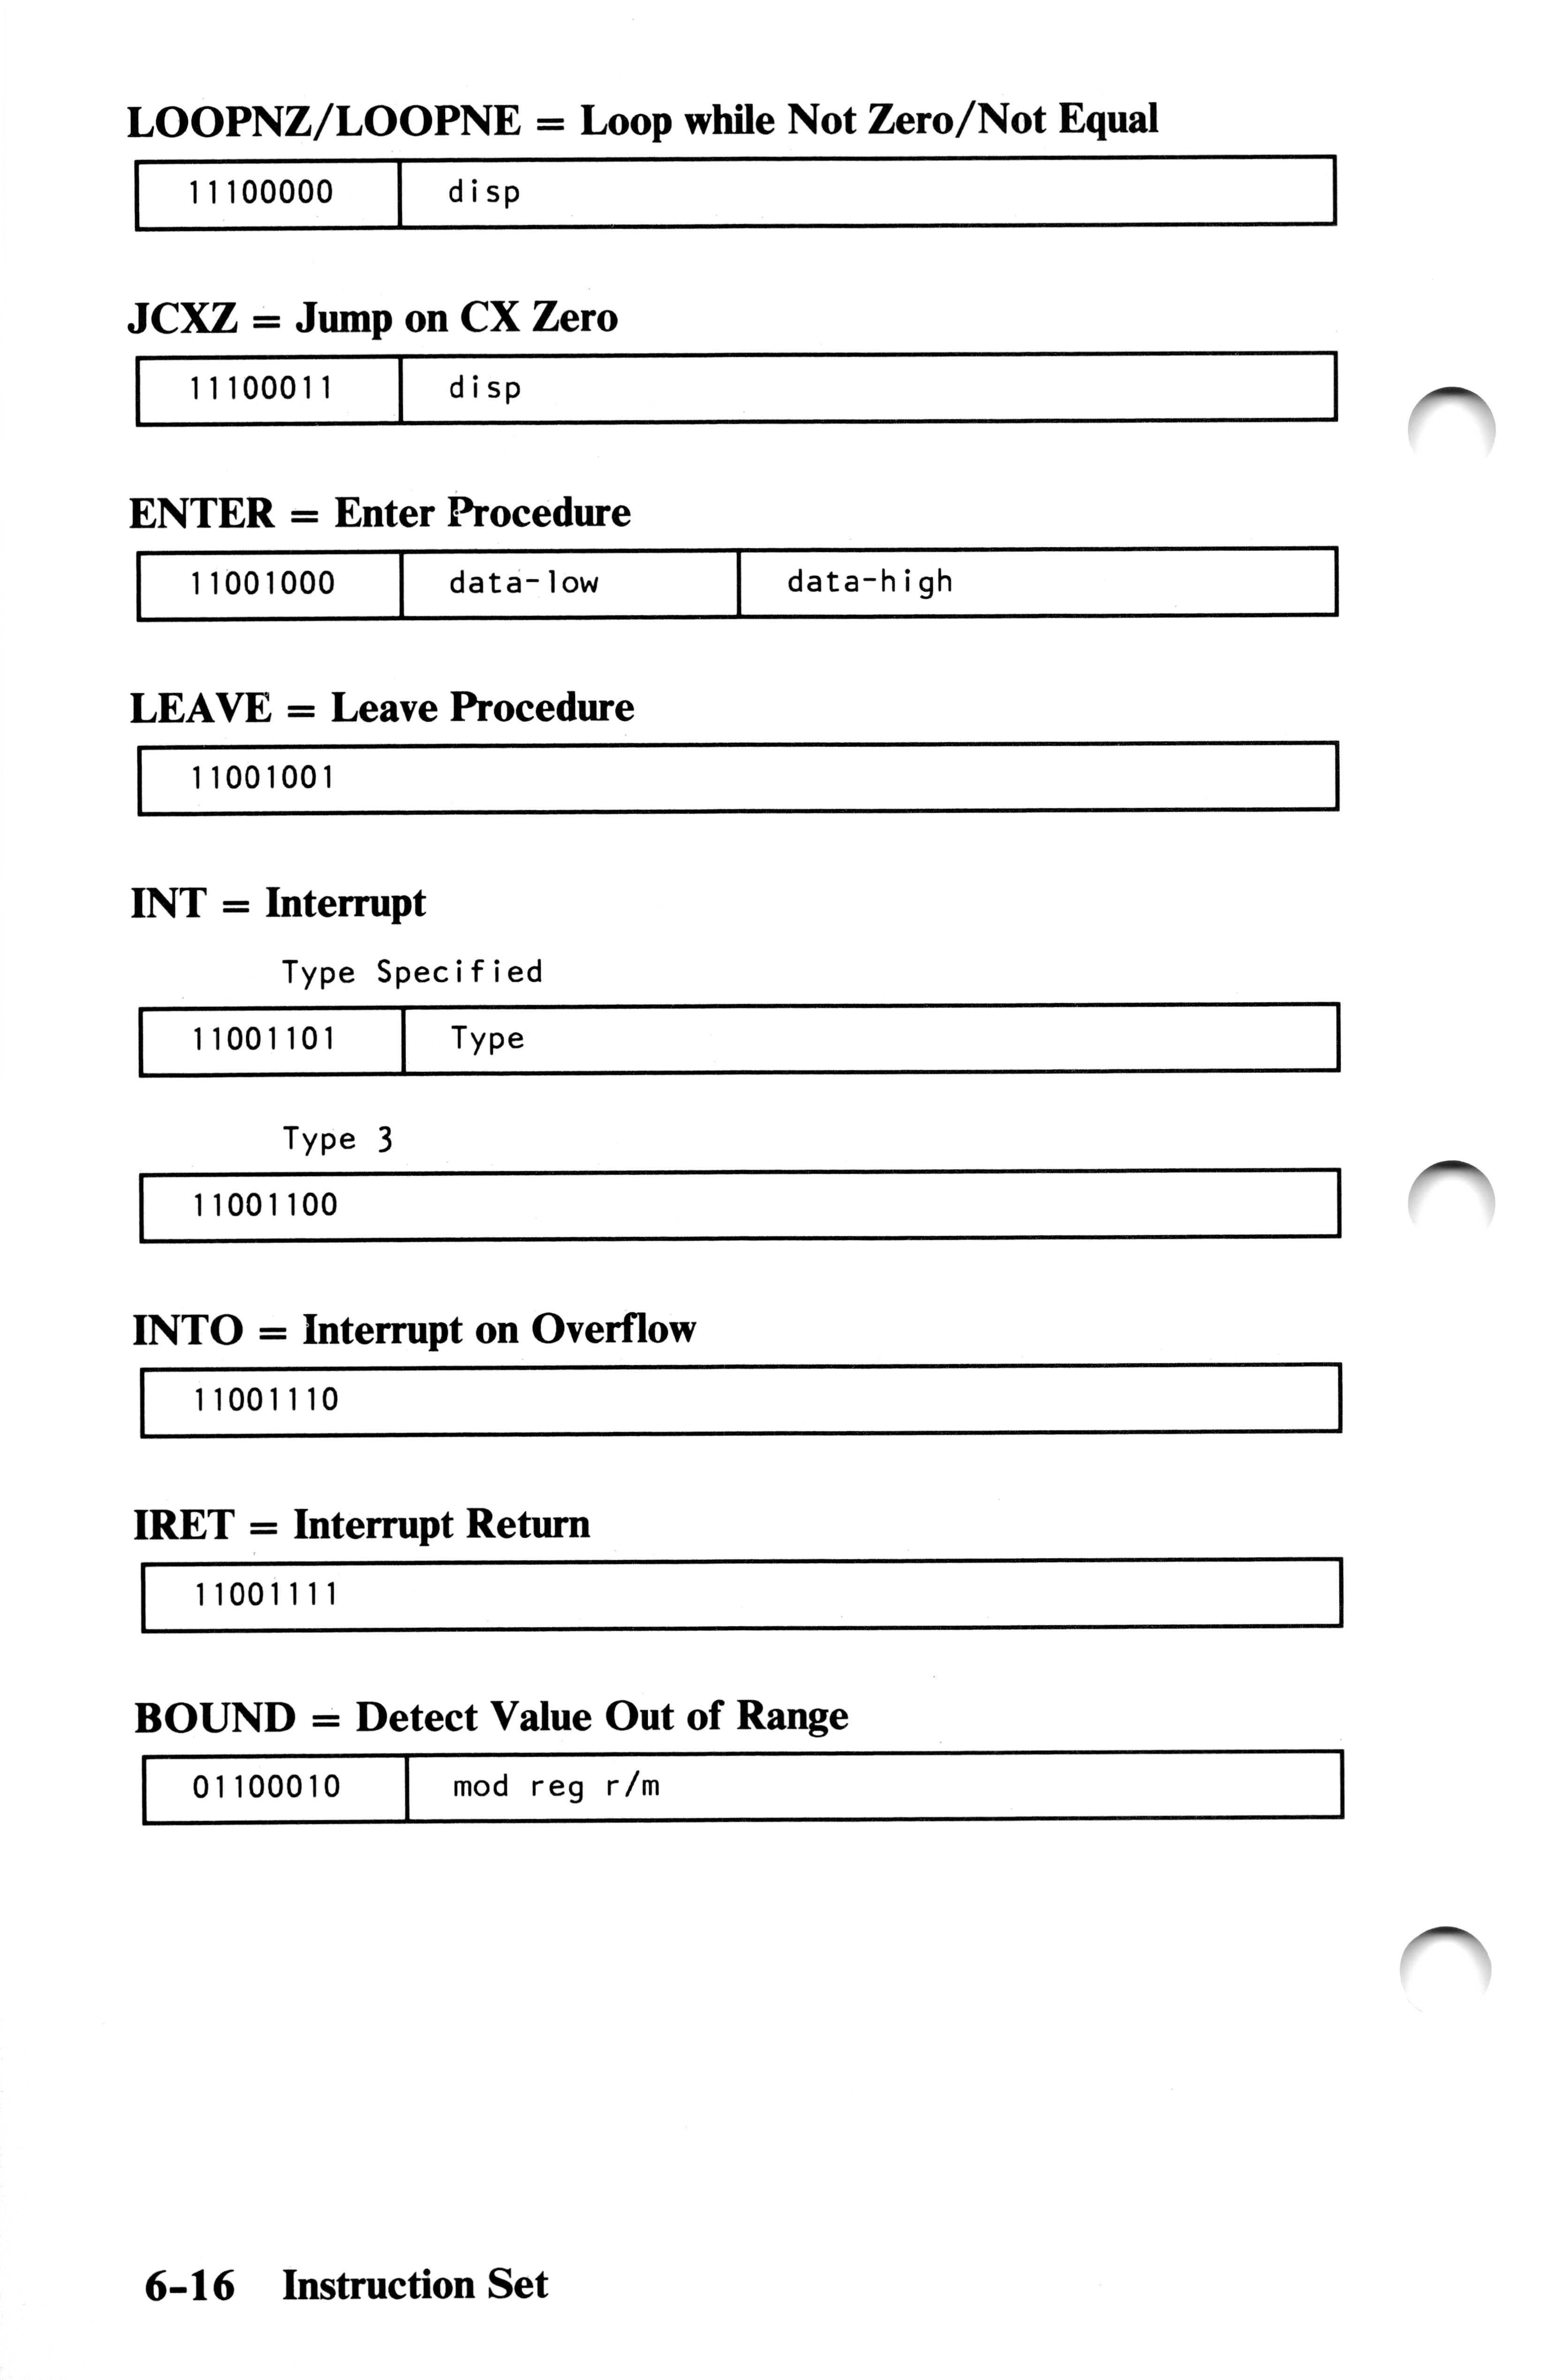 LOOPNZ/LOOPNE = Loop while Not Zero/Not Equal
11100000 disp
JCXZ = Jump on CX Zero
11100011 disp
ENTER = Enter Procedure
11001000 data-low data-high
LEAVE = Leave Procedure
11001001
INT = Interrupt
Type Specified
11001101 Type
Type 3
11001100
INTO = Interrupt on Overflow
11001110
IRET = Interrupt Return
11001111
BOUND = Detect Value Out of Range
01100010 mod reg r/m
6-16 Instruction Set